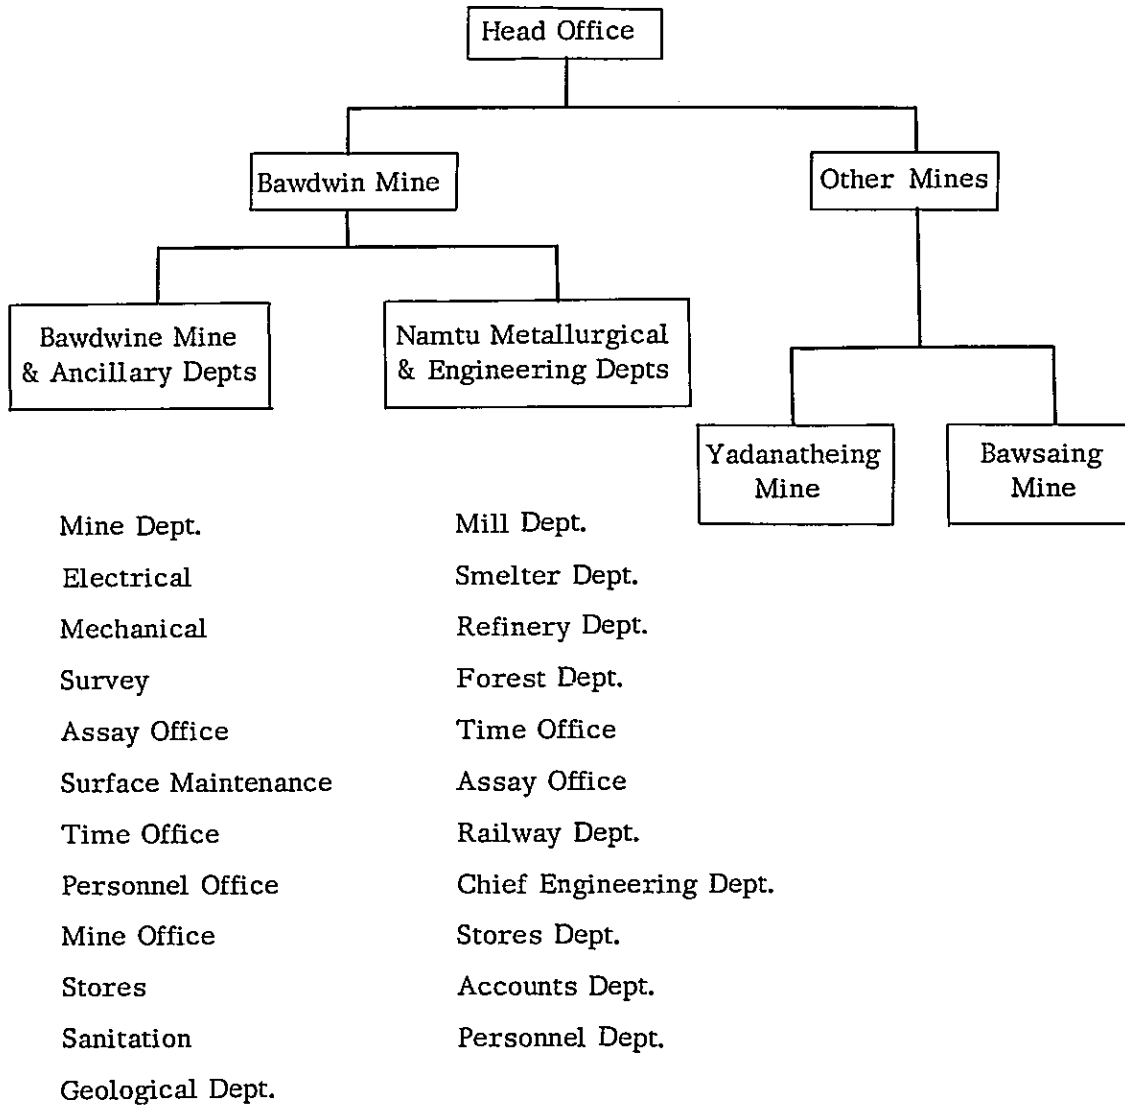 Head Office
Bawdwin Mine
Other Mines
Bawdwine Mine
& Ancillary Depts
Namtu Metallurgical
& Engineering Depts
Yadanatheing
Mine
Bawsaing
Mine
Mine Dept.
Electrical
Mechanical
Survey
Assay Office
Surface Maintenance
Time Office
Personnel Office
Mine Office
Stores
Sanitation
Geological Dept.
Mill Dept.
Smelter Dept.
Refinery Dept.
Forest Dept.
Time Office
Assay Office
Railway Dept.
Chief Engineering Dept.
Stores Dept.
Accounts Dept.
Personnel Dept.